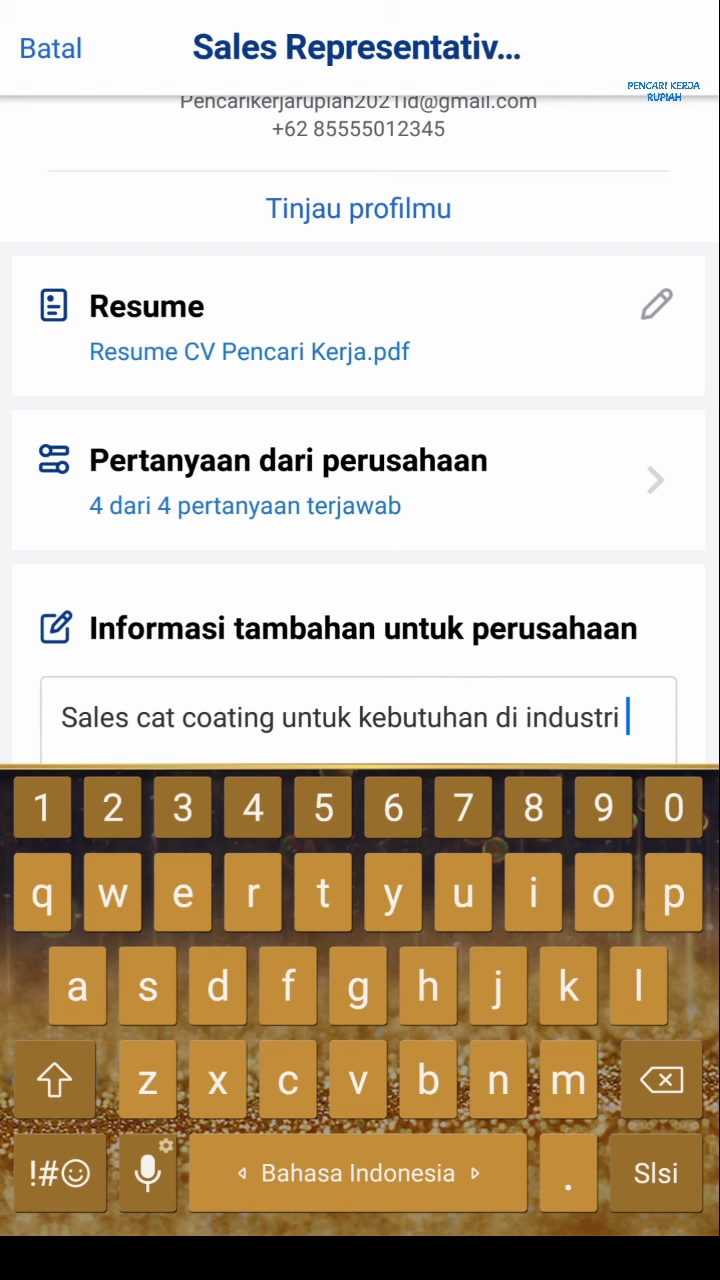 Batal
Sales Representativ...
PENCARI KERJA
RUPIAH
Pencarikerjarupiah2021id@gmail.com
+62 85555012345
Tinjau profilmu
Resume
Resume CV Pencari Kerja.pdf
Pertanyaan dari perusahaan
4 dari 4 pertanyaan terjawab
Informasi tambahan untuk perusahaan
Sales cat coating untuk kebutuhan di industri
1 2 3 4 5 6 7 8 9 0
q w e r t y u i o p
a s d f g h j k l
z x c v b n m
!#☺ Bahasa Indonesia . Slsi